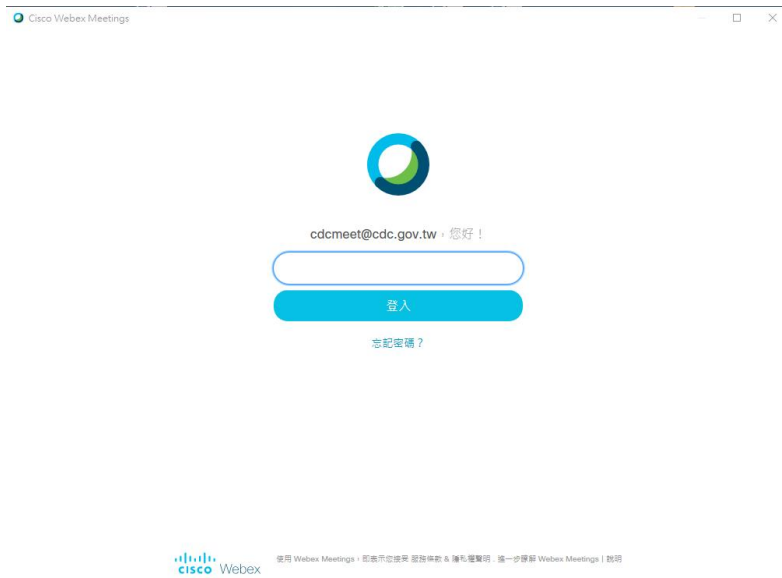 Cisco Webex Meetings
cdcmeet@cdc.gov.tw，您好！
登入
忘記密碼？
CISCO Webex
使用 Webex Meetings，即表示您接受 服務條款 & 隱私權聲明 . 進一步瞭解 Webex Meetings | 說明